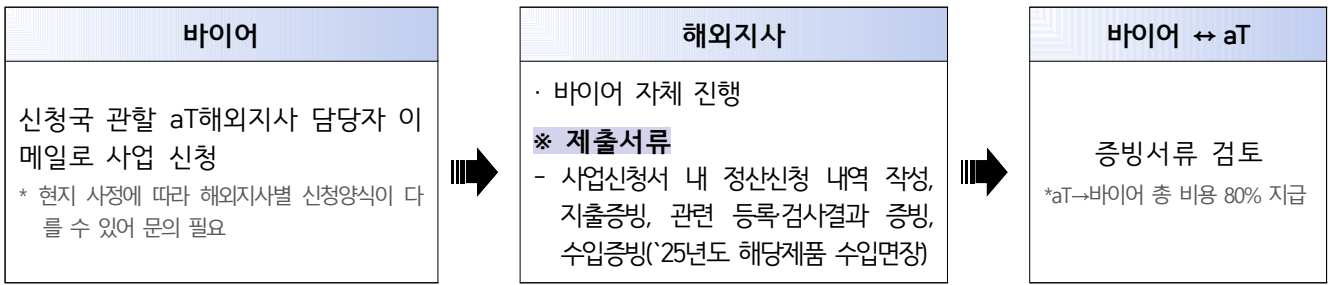 바이어
신청국 관할 aT해외지사 담당자 이
메일로 사업 신청
* 현지 사정에 따라 해외지사별 신청양식이 다
를 수 있어 문의 필요
해외지사
· 바이어 자체 진행
※ 제출서류
- 사업신청서 내 정산신청 내역 작성,
지출증빙, 관련 등록·검사결과 증빙,
수입증빙(`25년도 해당제품 수입면장)
바이어 ↔ aT
증빙서류 검토
*aT→바이어 총 비용 80% 지급